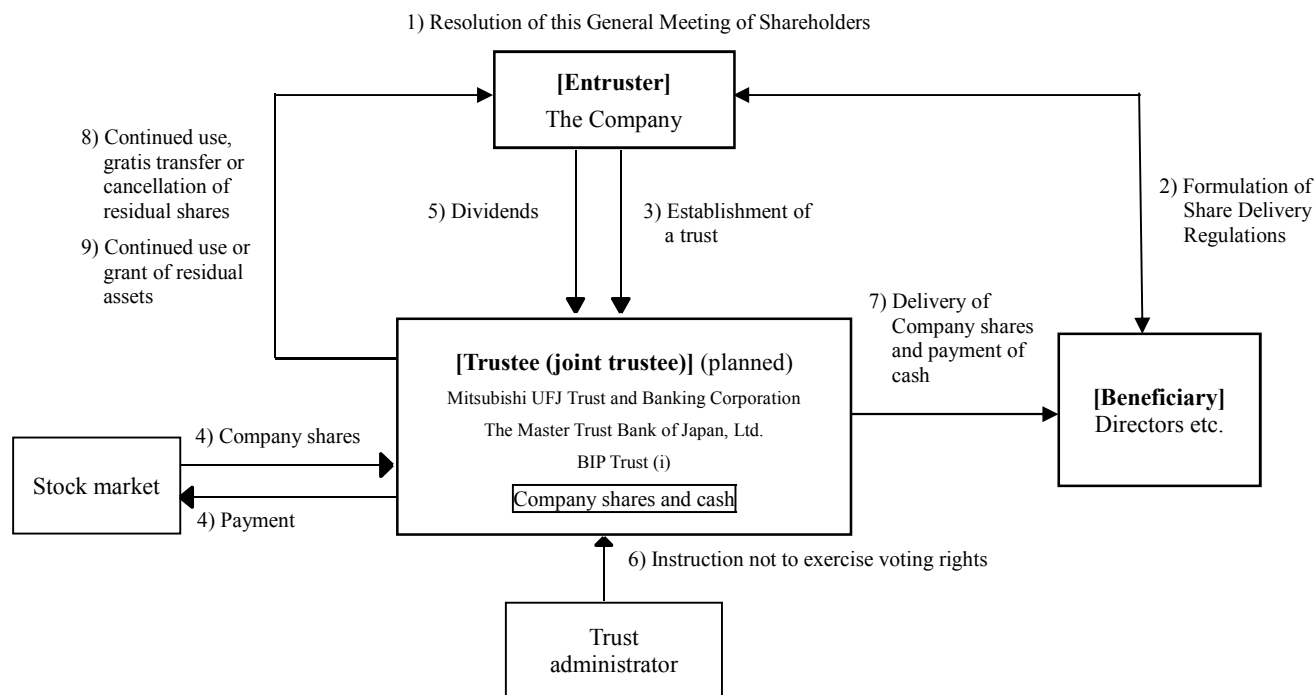 1) Resolution of this General Meeting of Shareholders
[Entruster]
The Company
8) Continued use,
gratis transfer or
cancellation of
residual shares
9) Continued use or
grant of residual
assets
5) Dividends
3) Establishment of
a trust
2) Formulation of
Share Delivery
Regulations
7) Delivery of
Company shares
and payment of
cash
[Trustee (joint trustee)] (planned)
Mitsubishi UFJ Trust and Banking Corporation
The Master Trust Bank of Japan, Ltd.
BIP Trust (i)
Company shares and cash
[Beneficiary]
Directors etc.
4) Company shares
Stock market
4) Payment
6) Instruction not to exercise voting rights
Trust
administrator